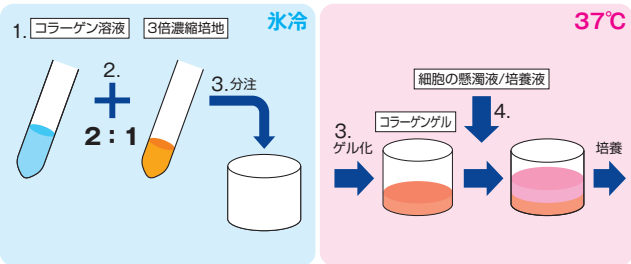 氷冷
1. コラーゲン溶液 3倍濃縮培地
2.
2:1
3.分注
37℃
細胞の懸濁液/培養液
4.
コラーゲンゲル
3.
ゲル化
培養